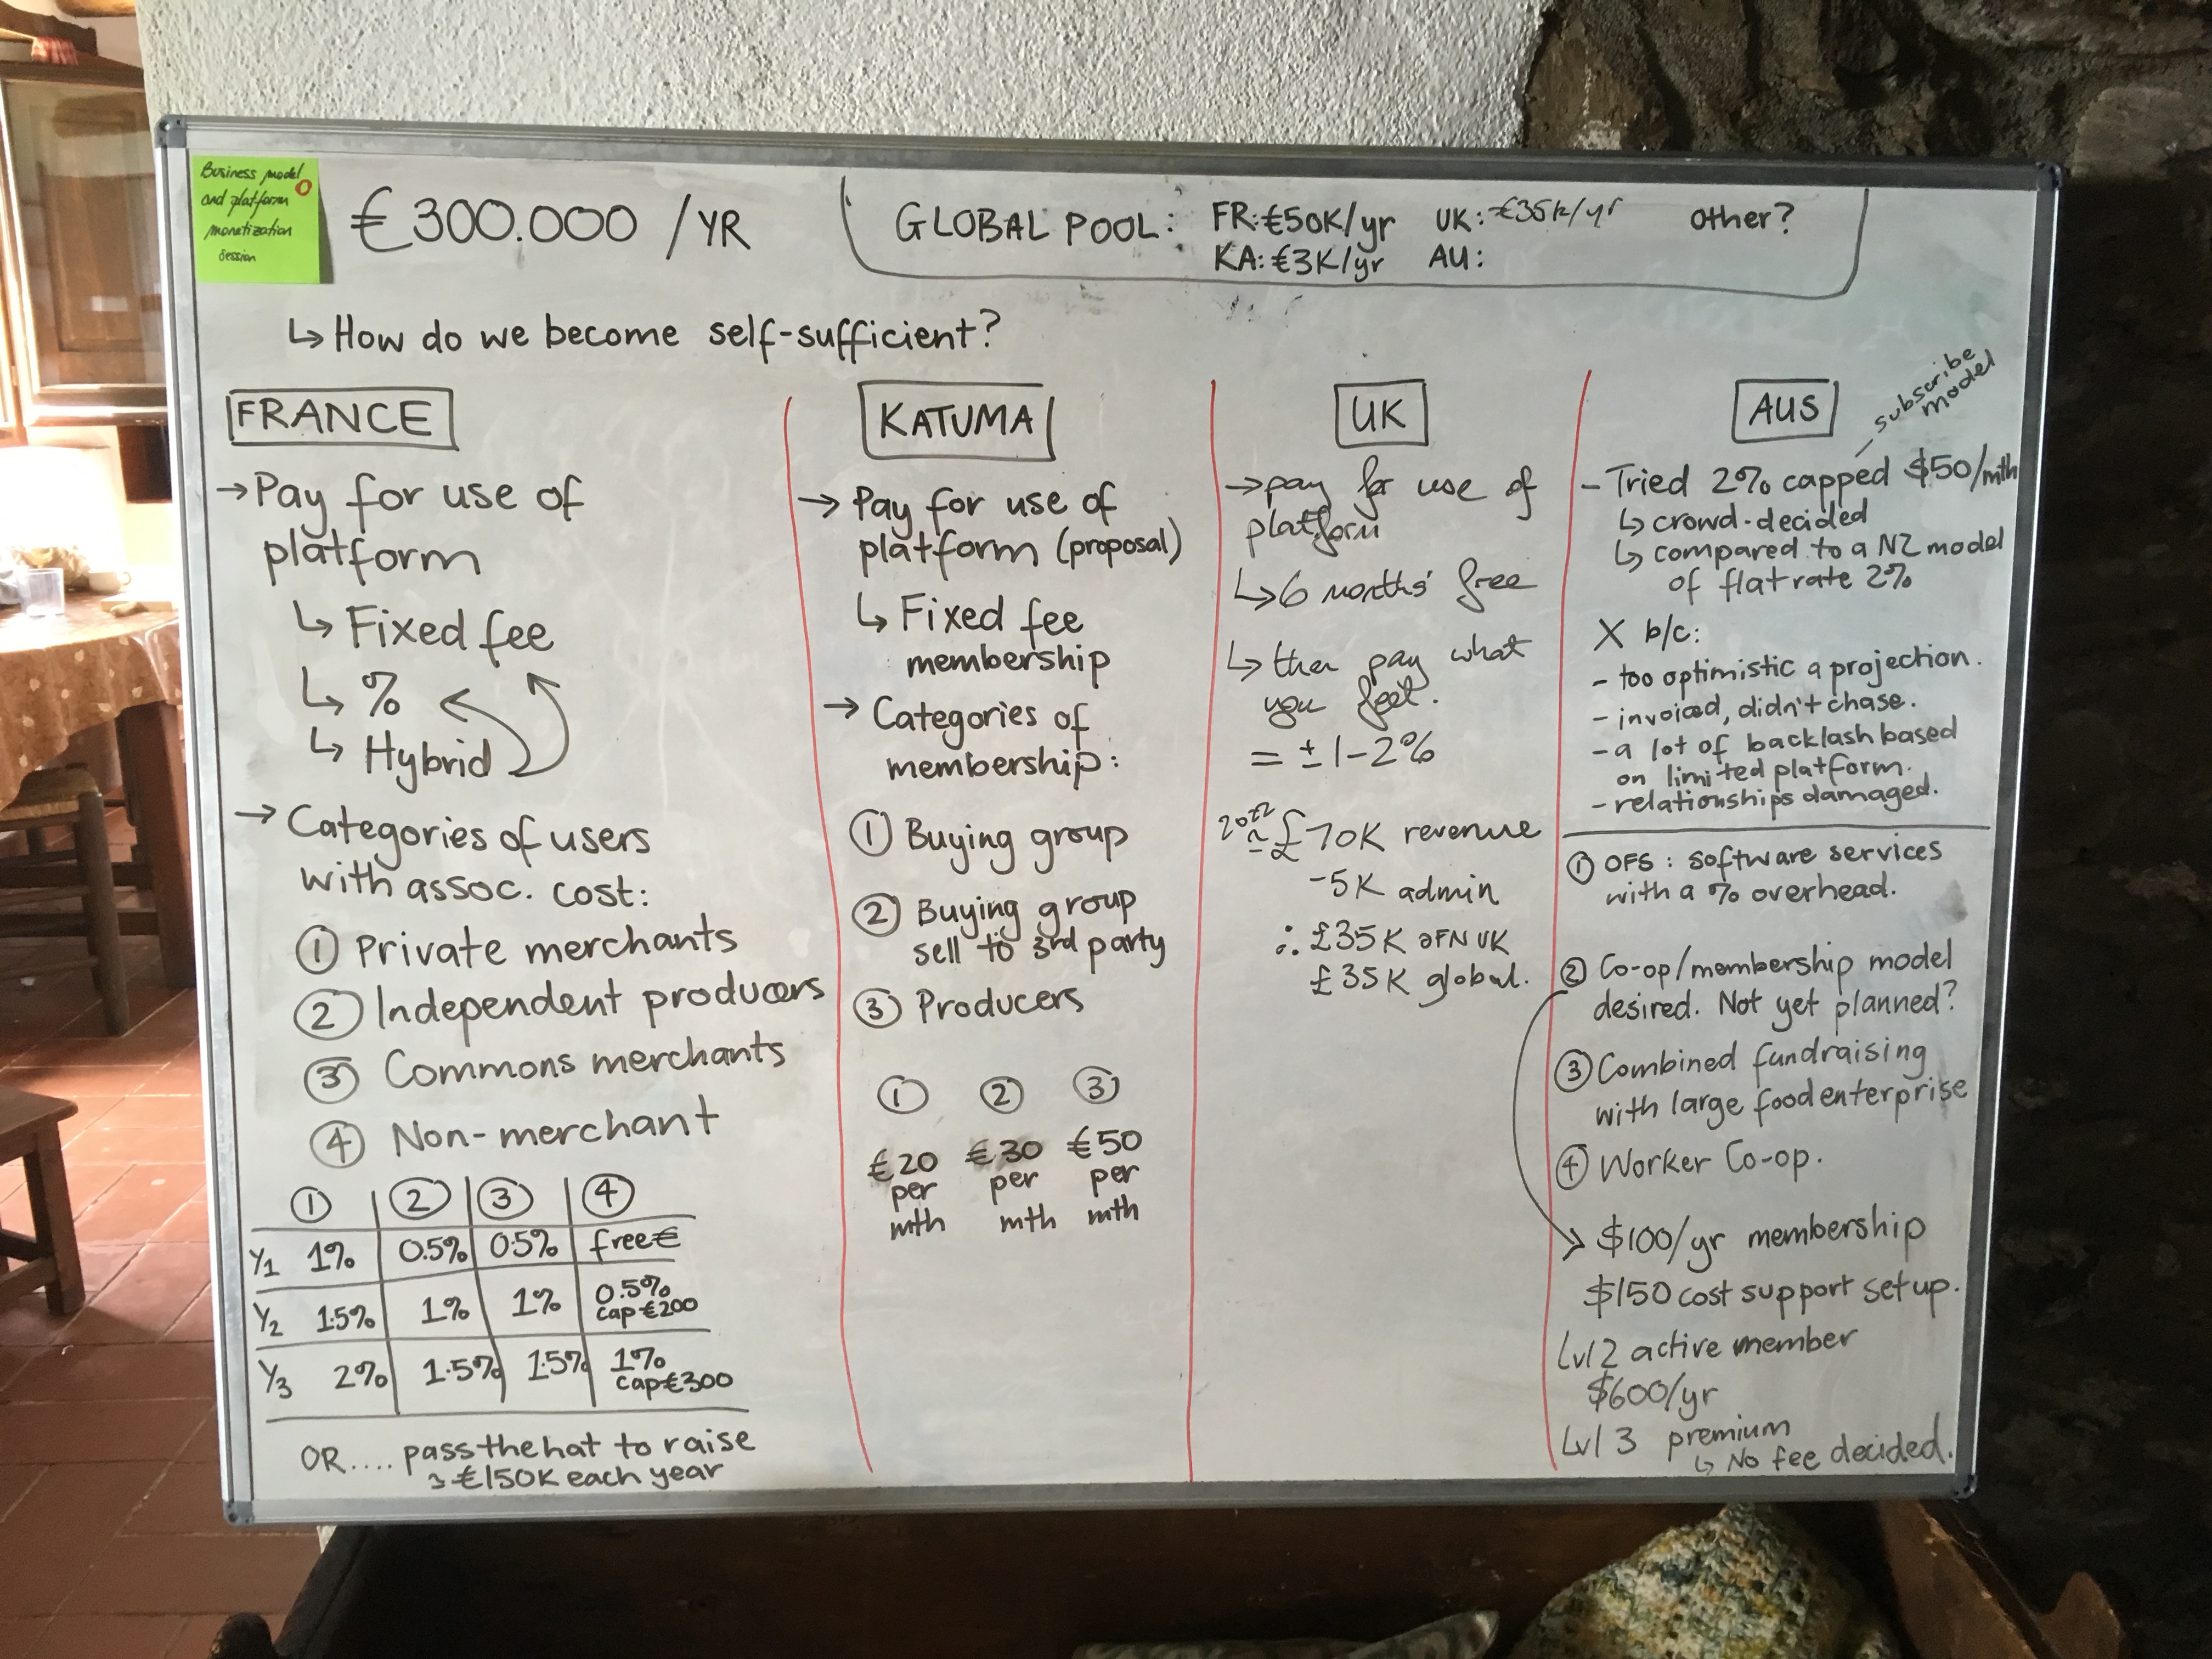 Business model
and platform
monetization
session
€300.000 /YR
GLOBAL POOL: FR:€50K/yr UK:€35K/yr Other?
KA:€3K/yr AU:
↳ How do we become self-sufficient?
FRANCE
→ Pay for use of
platform
↳ Fixed fee
↳ %
↳ Hybrid
→ Categories of users
with assoc. cost:
① Private merchants
② Independent producers
③ Commons merchants
④ Non-merchant
① ② ③ ④
Y1 1% 0.5% 0.5% free€
Y2 1.5% 1% 1% 0.5%
cap €200
Y3 2% 1.5% 1.5% 1%
cap €300
OR.... pass the hat to raise
€150K each year
KATUMA
→ Pay for use of
platform (proposal)
↳ Fixed fee
membership
→ Categories of
membership:
① Buying group
② Buying group
sell to 3rd party
③ Producers
① ② ③
€20 €30 €50
per per per
mth mth mth
UK
→ pay for use of
platform
↳ 6 months' free
↳ then pay what
you feel.
= ± 1-2%
≃ £70K revenue
-5K admin
∴ £35K OFN UK
£35K global.
AUS
subscribe
model
- Tried 2% capped $50/mth
↳ crowd-decided
↳ compared to a NZ model
of flat rate 2%
X b/c:
- too optimistic a projection.
- invoiced, didn't chase.
- a lot of backlash based
on limited platform.
- relationships damaged.
① OFS: software services
with a % overhead.
② Co-op/membership model
desired. Not yet planned?
③ Combined fundraising
with large food enterprise
④ Worker Co-op.
→ $100/yr membership
$150 cost support set up.
Lvl 2 active member
$600/yr
Lvl 3 premium
↳ No fee decided.